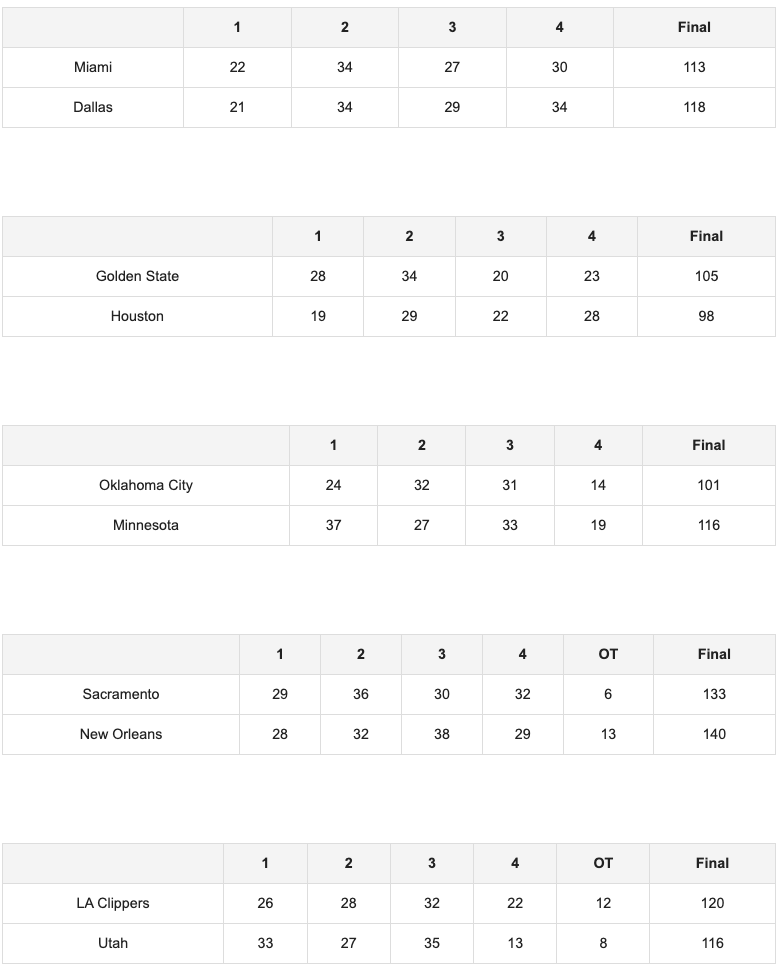 1 2 3 4 Final
Miami 22 34 27 30 113
Dallas 21 34 29 34 118
1 2 3 4 Final
Golden State 28 34 20 23 105
Houston 19 29 22 28 98
1 2 3 4 Final
Oklahoma City 24 32 31 14 101
Minnesota 37 27 33 19 116
1 2 3 4 OT Final
Sacramento 29 36 30 32 6 133
New Orleans 28 32 38 29 13 140
1 2 3 4 OT Final
LA Clippers 26 28 32 22 12 120
Utah 33 27 35 13 8 116